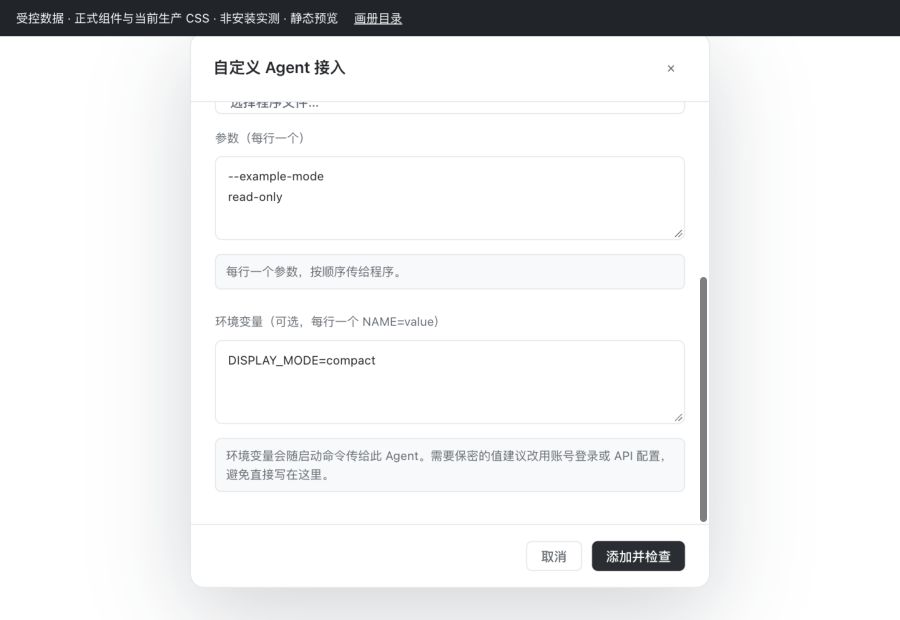 受控数据 · 正式组件与当前生产 CSS · 非安装实测 · 静态预览 画册目录
自定义 Agent 接入
×
选择程序文件...
参数（每行一个）
--example-mode
read-only
每行一个参数，按顺序传给程序。
环境变量（可选，每行一个 NAME=value）
DISPLAY_MODE=compact
环境变量会随启动命令传给此 Agent。需要保密的值建议改用账号登录或 API 配置，
避免直接写在这里。
取消 添加并检查